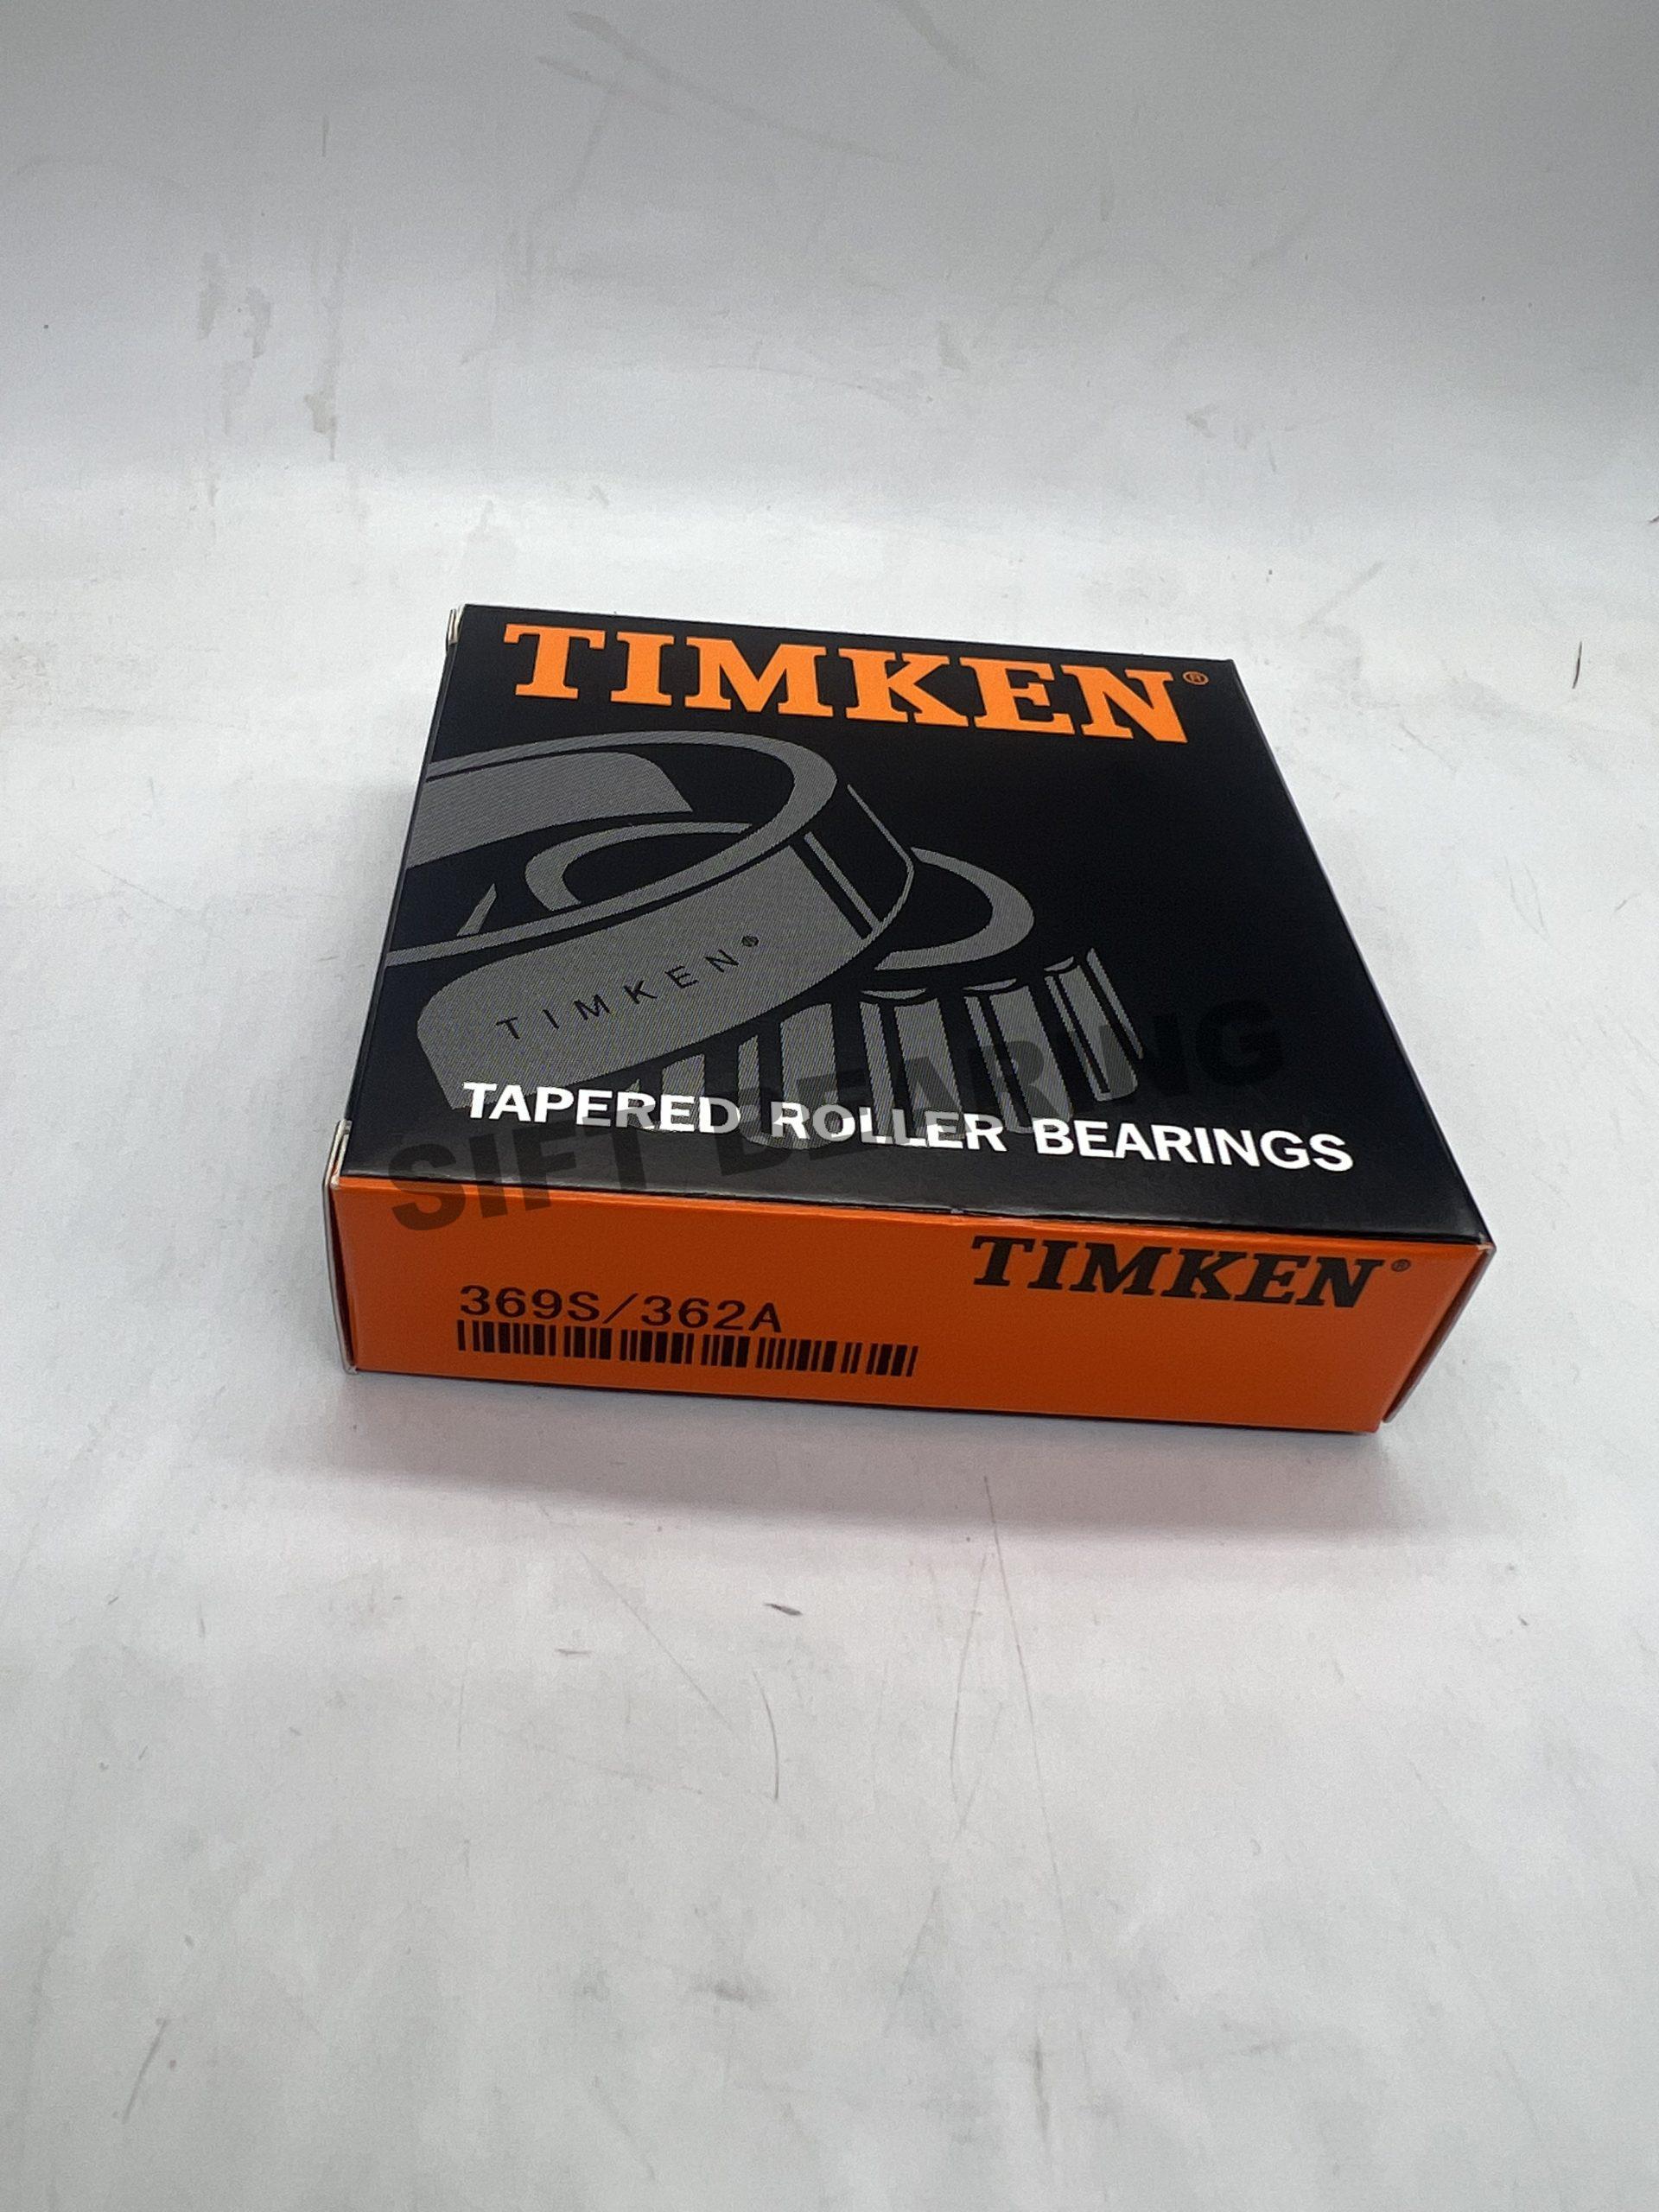 TIMKEN®
TIMKEN®
TAPERED ROLLER BEARINGS
SIFT BEARING
TIMKEN®
369S/362A